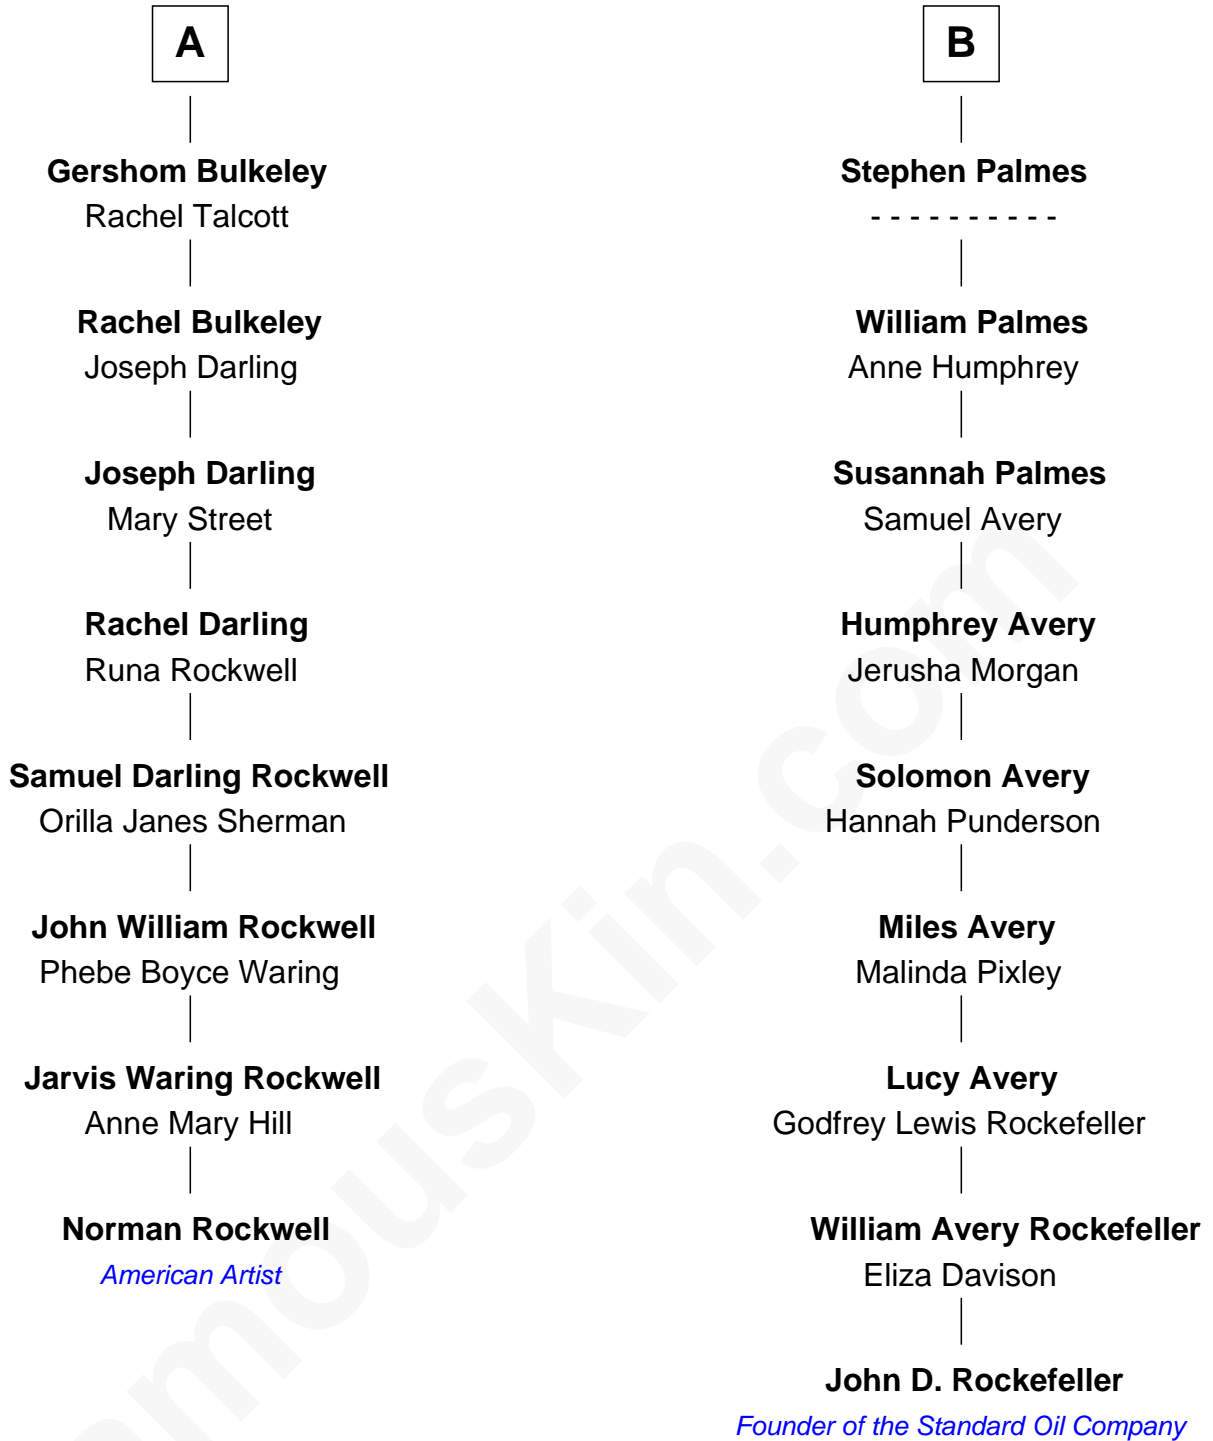 A
Gershom Bulkeley
Rachel Talcott
Rachel Bulkeley
Joseph Darling
Joseph Darling
Mary Street
Rachel Darling
Runa Rockwell
Samuel Darling Rockwell
Orilla Janes Sherman
John William Rockwell
Phebe Boyce Waring
Jarvis Waring Rockwell
Anne Mary Hill
Norman Rockwell
American Artist
B
Stephen Palmes
- - - - - - - - - -
William Palmes
Anne Humphrey
Susannah Palmes
Samuel Avery
Humphrey Avery
Jerusha Morgan
Solomon Avery
Hannah Punderson
Miles Avery
Malinda Pixley
Lucy Avery
Godfrey Lewis Rockefeller
William Avery Rockefeller
Eliza Davison
John D. Rockefeller
Founder of the Standard Oil Company
amouskin.com